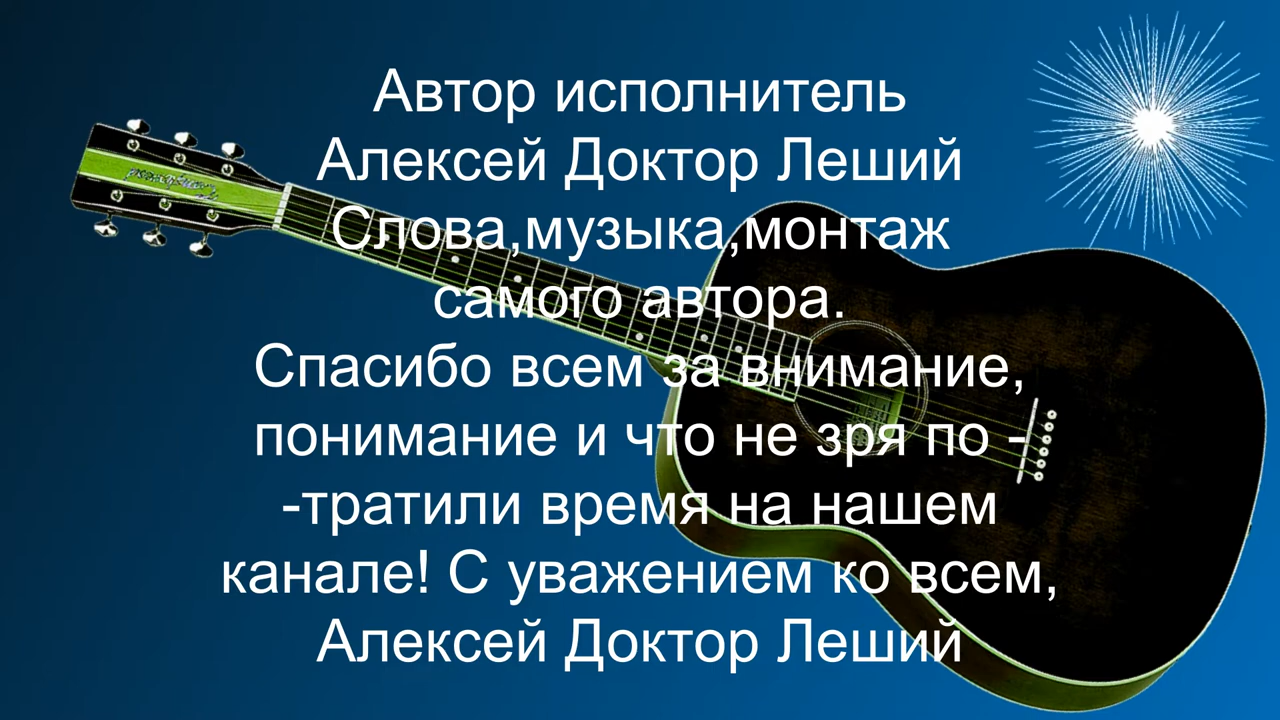 Автор исполнитель
Алексей Доктор Леший
Слова,музыка,монтаж
самого автора.
Спасибо всем за внимание,
понимание и что не зря по -
-тратили время на нашем
канале! С уважением ко всем,
Алексей Доктор Леший